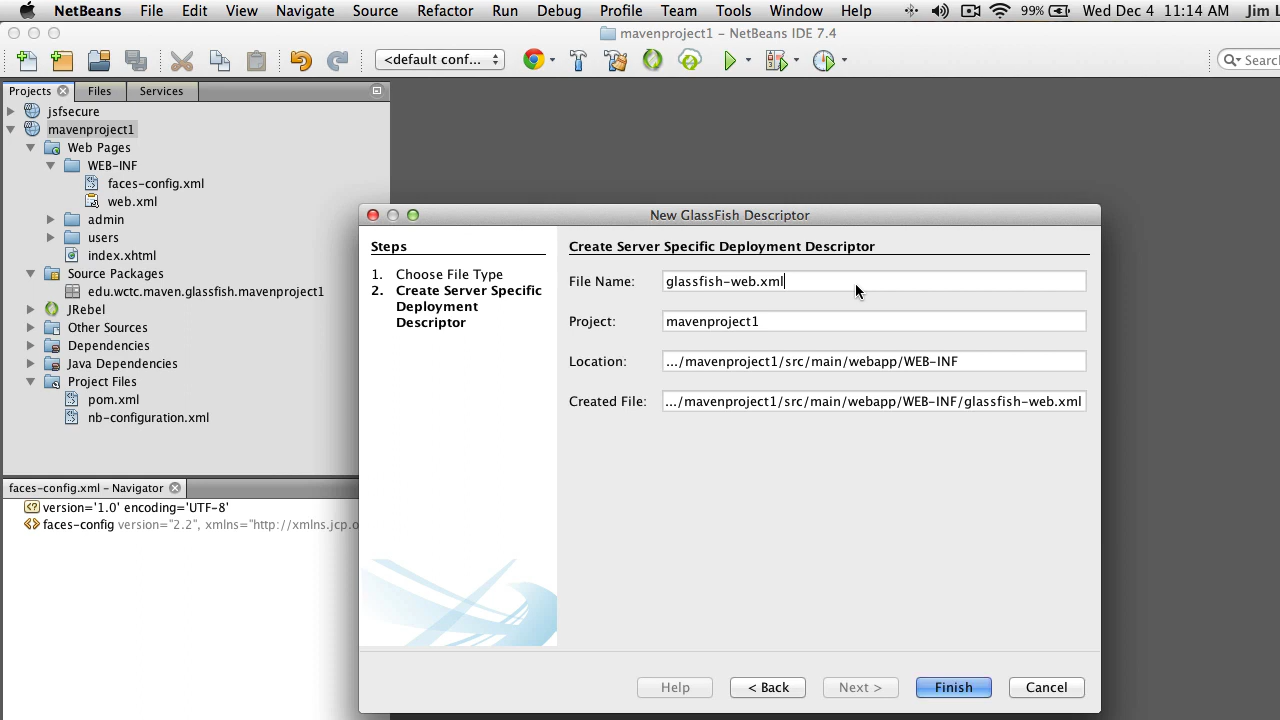 NetBeans File Edit View Navigate Source Refactor Run Debug Profile Team Tools Window Help 99% Wed Dec 4 11:14 AM Jim L
mavenproject1 – NetBeans IDE 7.4
<default conf... Searc
Projects Files Services
jsfsecure
mavenproject1
Web Pages
WEB-INF
faces-config.xml
web.xml
admin
users
index.xhtml
Source Packages
edu.wctc.maven.glassfish.mavenproject1
JRebel
Other Sources
Dependencies
Java Dependencies
Project Files
pom.xml
nb-configuration.xml
faces-config.xml – Navigator
version='1.0' encoding='UTF-8'
faces-config version="2.2", xmlns="http://xmlns.jcp.o
New GlassFish Descriptor
Steps
1. Choose File Type
2. Create Server Specific
Deployment
Descriptor
Create Server Specific Deployment Descriptor
File Name: glassfish-web.xml
Project: mavenproject1
Location: .../mavenproject1/src/main/webapp/WEB-INF
Created File: .../mavenproject1/src/main/webapp/WEB-INF/glassfish-web.xml
Help < Back Next > Finish Cancel